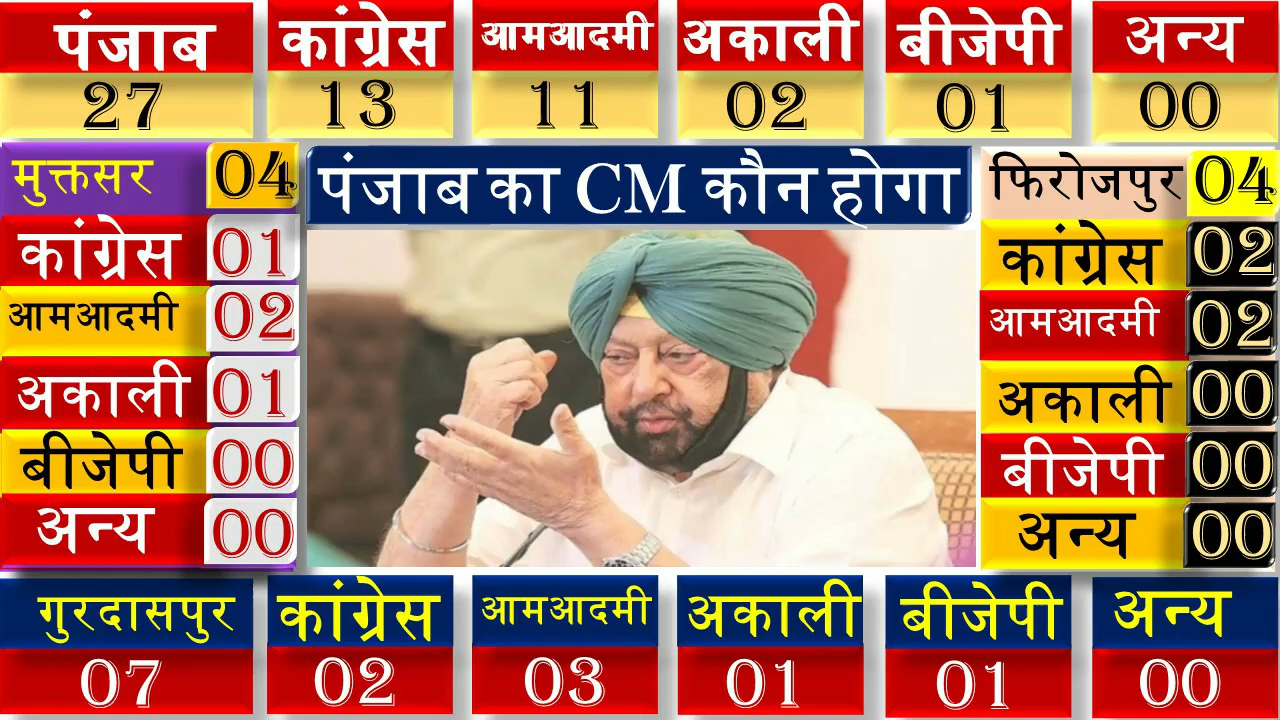 पंजाब कांग्रेस आमआदमी अकाली बीजेपी अन्य
27 13 11 02 01 00
मुक्तसर 04
कांग्रेस 01
आमआदमी 02
अकाली 01
बीजेपी 00
अन्य 00
पंजाब का CM कौन होगा
फिरोजपुर 04
कांग्रेस 02
आमआदमी 02
अकाली 00
बीजेपी 00
अन्य 00
गुरदासपुर कांग्रेस आमआदमी अकाली बीजेपी अन्य
07 02 03 01 01 00